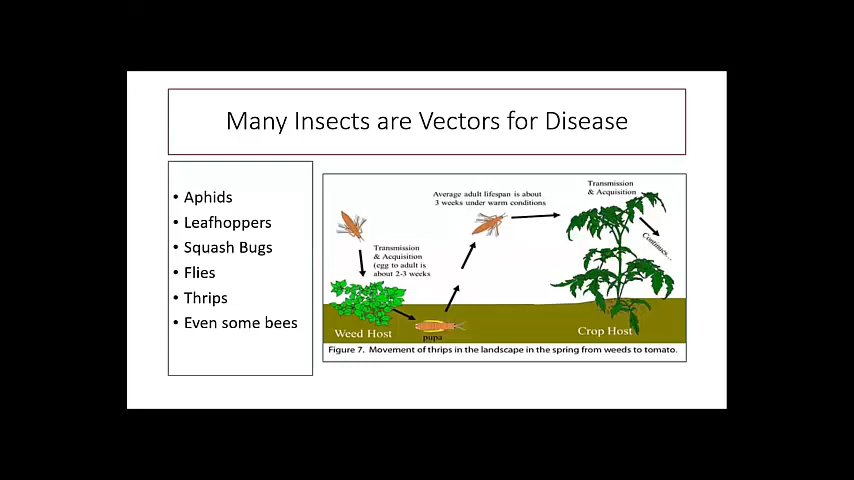 Many Insects are Vectors for Disease
• Aphids
• Leafhoppers
• Squash Bugs
• Flies
• Thrips
• Even some bees
Average adult lifespan is about
3 weeks under warm conditions
Transmission
& Acquisition
Continues...
Transmission
& Acquisition
(egg to adult is
about 2-3 weeks
Weed Host
pupa
Crop Host
Figure 7. Movement of thrips in the landscape in the spring from weeds to tomato.